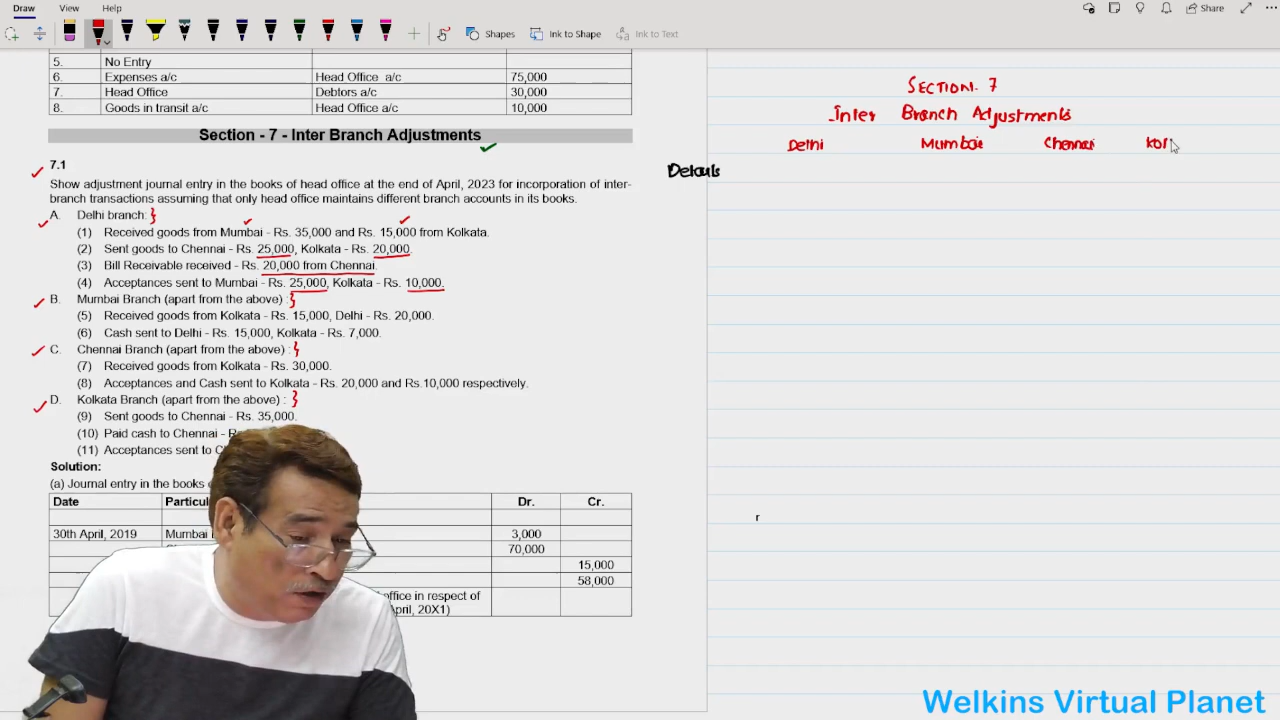 Draw View Help Share
Shapes Ink to Shape Ink to Text
5. No Entry
6. Expenses a/c Head Office a/c 75,000
7. Head Office Debtors a/c 30,000
8. Goods in transit a/c Head Office a/c 10,000
Section - 7 - Inter Branch Adjustments
7.1
Show adjustment journal entry in the books of head office at the end of April, 2023 for incorporation of inter-
branch transactions assuming that only head office maintains different branch accounts in its books.
A. Delhi branch:
(1) Received goods from Mumbai - Rs. 35,000 and Rs. 15,000 from Kolkata.
(2) Sent goods to Chennai - Rs. 25,000, Kolkata - Rs. 20,000.
(3) Bill Receivable received - Rs. 20,000 from Chennai.
(4) Acceptances sent to Mumbai - Rs. 25,000, Kolkata - Rs. 10,000.
B. Mumbai Branch (apart from the above) :
(5) Received goods from Kolkata - Rs. 15,000, Delhi - Rs. 20,000.
(6) Cash sent to Delhi - Rs. 15,000, Kolkata - Rs. 7,000.
C. Chennai Branch (apart from the above) :
(7) Received goods from Kolkata - Rs. 30,000.
(8) Acceptances and Cash sent to Kolkata - Rs. 20,000 and Rs.10,000 respectively.
D. Kolkata Branch (apart from the above) :
(9) Sent goods to Chennai - Rs. 35,000.
(10) Paid cash to Chennai -
(11) Acceptances sent to
Solution:
(a) Journal entry in the books
Date Dr. Cr.
30th April, 2019 Mumbai 3,000
70,000
15,000
58,000
office in respect of
April, 20X1)
SECTION. 7
Inter Branch Adjustments
Delhi Mumbai Chennai Kol
Details
r
Welkins Virtual Planet